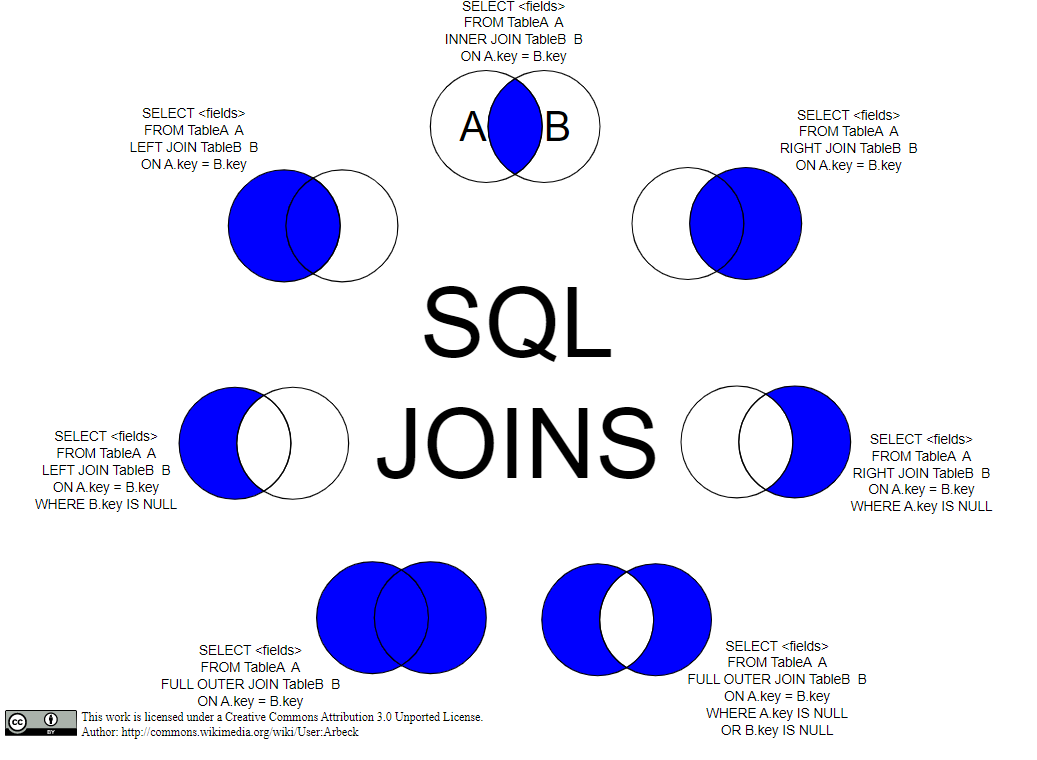 SELECT <fields>
FROM TableA A
INNER JOIN TableB B
ON A.key = B.key
A B
SELECT <fields>
FROM TableA A
LEFT JOIN TableB B
ON A.key = B.key
SELECT <fields>
FROM TableA A
RIGHT JOIN TableB B
ON A.key = B.key
SQL
JOINS
SELECT <fields>
FROM TableA A
LEFT JOIN TableB B
ON A.key = B.key
WHERE B.key IS NULL
SELECT <fields>
FROM TableA A
RIGHT JOIN TableB B
ON A.key = B.key
WHERE A.key IS NULL
SELECT <fields>
FROM TableA A
FULL OUTER JOIN TableB B
ON A.key = B.key
SELECT <fields>
FROM TableA A
FULL OUTER JOIN TableB B
ON A.key = B.key
WHERE A.key IS NULL
OR B.key IS NULL
cc
BY
This work is licensed under a Creative Commons Attribution 3.0 Unported License.
Author: http://commons.wikimedia.org/wiki/User:Arbeck